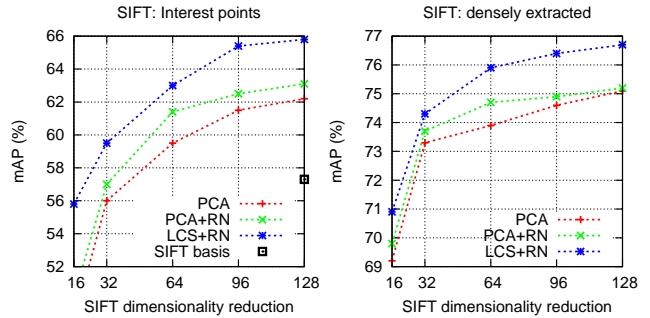 SIFT: Interest points
mAP (%)
66
64
62
60
58
56
54
52
PCA
PCA+RN
LCS+RN
SIFT basis
16 32 64 96 128
SIFT dimensionality reduction
SIFT: densely extracted
mAP (%)
77
76
75
74
73
72
71
70
69
PCA
PCA+RN
LCS+RN
16 32 64 96 128
SIFT dimensionality reduction